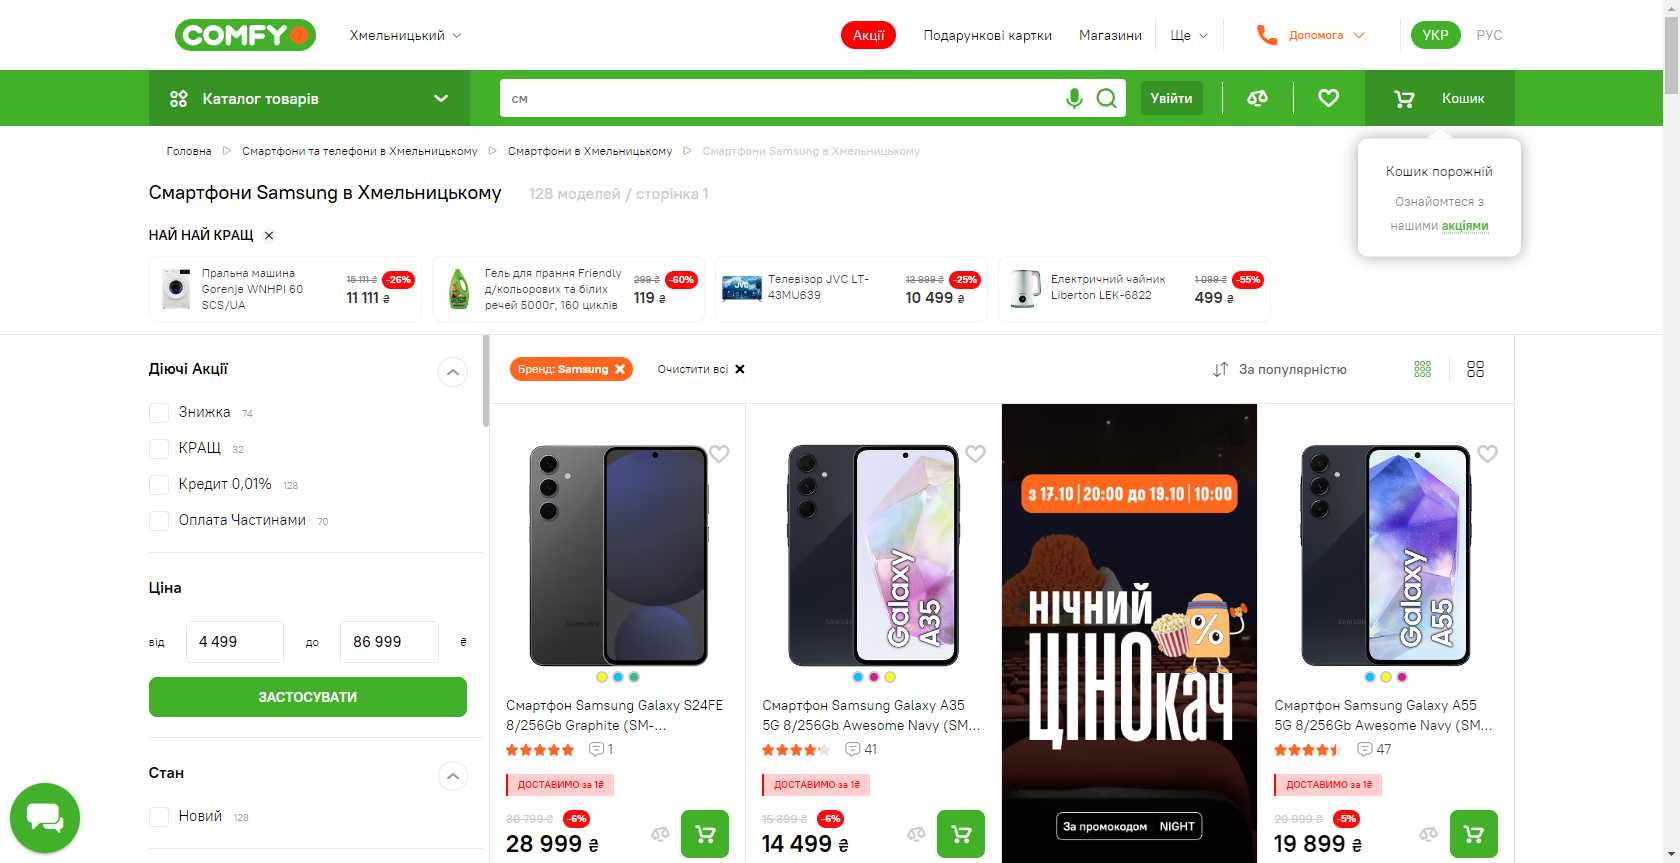 COMFY
Хмельницький
Акції
Подарункові картки
Магазини
Ще
Допомога
УКР
РУС
Каталог товарів
см
Увійти
Кошик
Кошик порожній
Ознайомтеся з
нашими акціями
Головна
Смартфони та телефони в Хмельницькому
Смартфони в Хмельницькому
Смартфони Samsung в Хмельницькому
Смартфони Samsung в Хмельницькому
128 моделей / сторінка 1
НАЙ НАЙ КРАЩ
Пральна машина
Gorenje WNHPI 60
SCS/UA
15 111 ₴ -26%
11 111 ₴
Гель для прання Friendly
д/кольорових та білих
речей 5000г, 160 циклів
299 ₴ -60%
119 ₴
JVC
Телевізор JVC LT-
43MU639
13 999 ₴ -25%
10 499 ₴
Електричний чайник
Liberton LEK-6822
1 099 ₴ -55%
499 ₴
Діючі Акції
Знижка 74
КРАЩ 32
Кредит 0,01% 128
Оплата Частинами 70
Ціна
від 4 499 до 86 999 ₴
ЗАСТОСУВАТИ
Стан
Новий 128
Бренд: Samsung
Очистити всі
За популярністю
SAMSUNG
Смартфон Samsung Galaxy S24FE
8/256Gb Graphite (SM-...
1
ДОСТАВИМО за 1₴
30 799 ₴ -6%
28 999 ₴
Galaxy
A35
Смартфон Samsung Galaxy A35
5G 8/256Gb Awesome Navy (SM...
41
ДОСТАВИМО за 1₴
15 399 ₴ -6%
14 499 ₴
з 17.10 | 20:00 до 19.10 | 10:00
НІЧНИЙ
ЦІНОкач
%
За промокодом NIGHT
Galaxy
A55
Смартфон Samsung Galaxy A55
5G 8/256Gb Awesome Navy (SM...
47
ДОСТАВИМО за 1₴
20 999 ₴ -5%
19 899 ₴